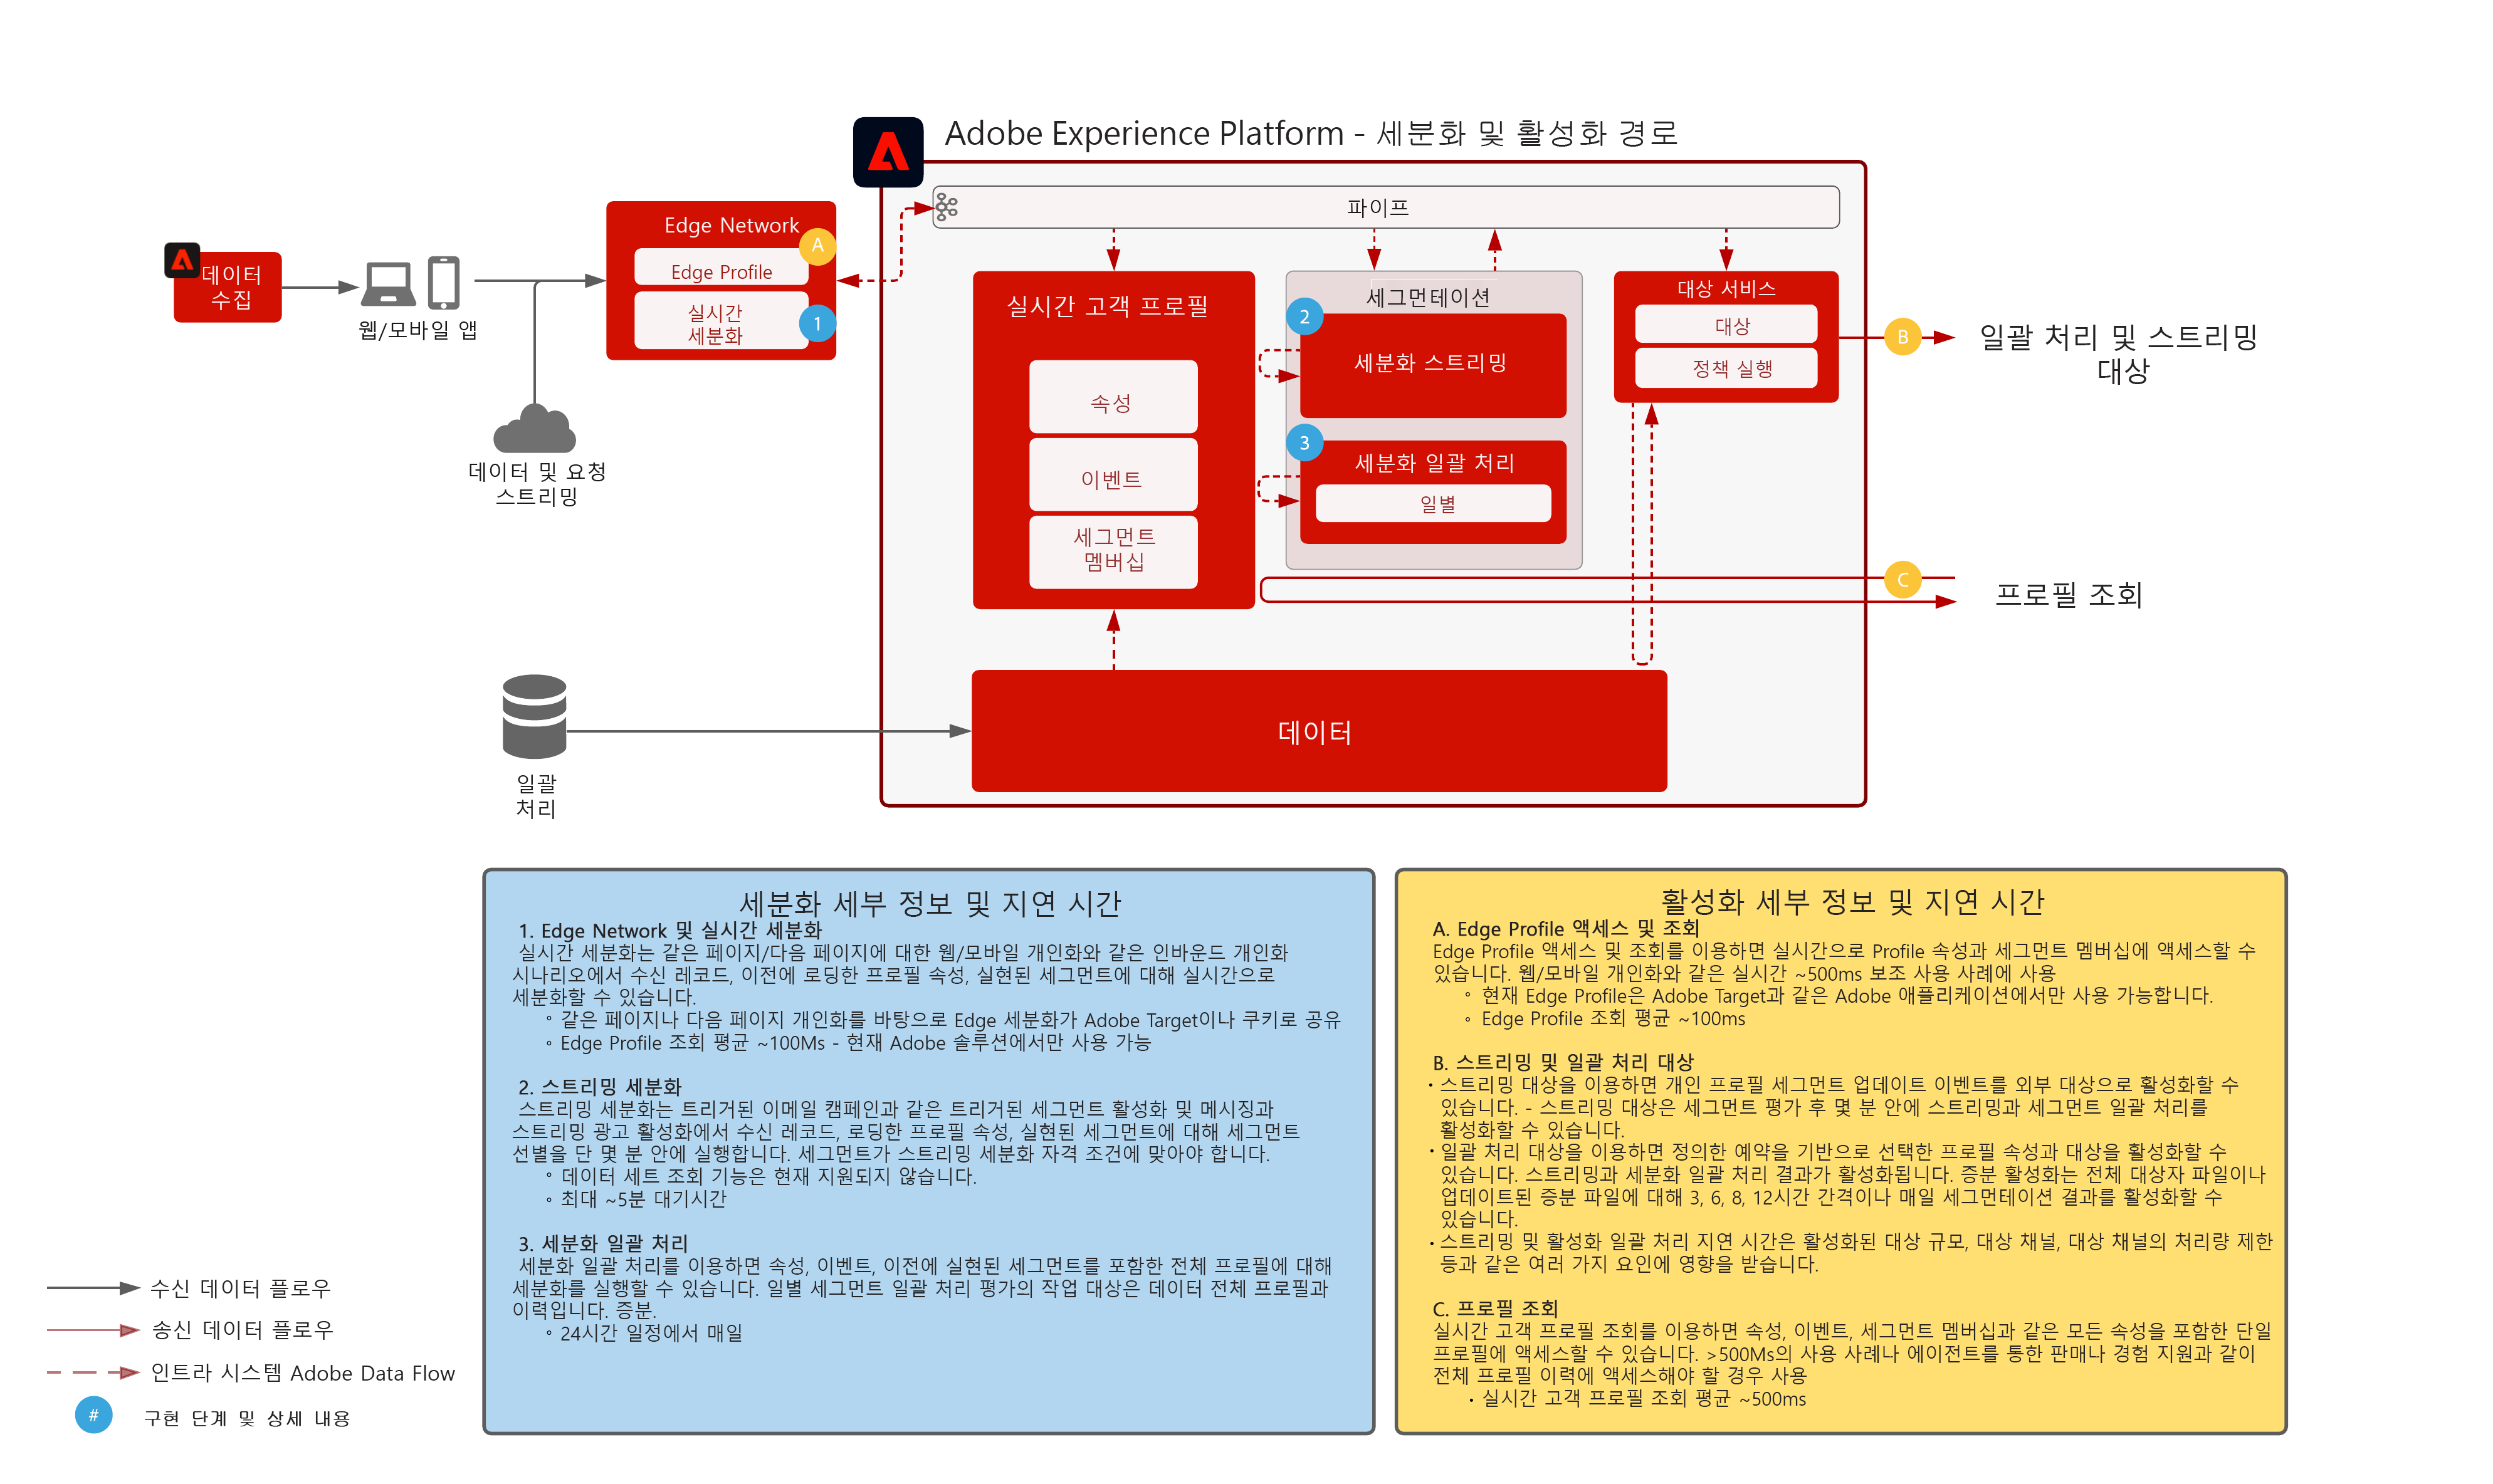 Adobe Experience Platform - 세분화 및 활성화 경로
파이프
Edge Network
A
Edge Profile
실시간
세분화
1
데이터
수집
웹/모바일 앱
데이터 및 요청
스트리밍
실시간 고객 프로필
속성
이벤트
세그먼트
멤버십
세그먼테이션
2
세분화 스트리밍
3
세분화 일괄 처리
일별
대상 서비스
대상
정책 실행
B
일괄 처리 및 스트리밍
대상
C
프로필 조회
데이터
일괄
처리
세분화 세부 정보 및 지연 시간
1. Edge Network 및 실시간 세분화
실시간 세분화는 같은 페이지/다음 페이지에 대한 웹/모바일 개인화와 같은 인바운드 개인화
시나리오에서 수신 레코드, 이전에 로딩한 프로필 속성, 실현된 세그먼트에 대해 실시간으로
세분화할 수 있습니다.
◦ 같은 페이지나 다음 페이지 개인화를 바탕으로 Edge 세분화가 Adobe Target이나 쿠키로 공유
◦ Edge Profile 조회 평균 ~100Ms - 현재 Adobe 솔루션에서만 사용 가능
2. 스트리밍 세분화
스트리밍 세분화는 트리거된 이메일 캠페인과 같은 트리거된 세그먼트 활성화 및 메시징과
스트리밍 광고 활성화에서 수신 레코드, 로딩한 프로필 속성, 실현된 세그먼트에 대해 세그먼트
선별을 단 몇 분 안에 실행합니다. 세그먼트가 스트리밍 세분화 자격 조건에 맞아야 합니다.
◦ 데이터 세트 조회 기능은 현재 지원되지 않습니다.
◦ 최대 ~5분 대기시간
3. 세분화 일괄 처리
세분화 일괄 처리를 이용하면 속성, 이벤트, 이전에 실현된 세그먼트를 포함한 전체 프로필에 대해
세분화를 실행할 수 있습니다. 일별 세그먼트 일괄 처리 평가의 작업 대상은 데이터 전체 프로필과
이력입니다. 증분.
◦ 24시간 일정에서 매일
활성화 세부 정보 및 지연 시간
A. Edge Profile 액세스 및 조회
Edge Profile 액세스 및 조회를 이용하면 실시간으로 Profile 속성과 세그먼트 멤버십에 액세스할 수
있습니다. 웹/모바일 개인화와 같은 실시간 ~500ms 보조 사용 사례에 사용
◦ 현재 Edge Profile은 Adobe Target과 같은 Adobe 애플리케이션에서만 사용 가능합니다.
◦ Edge Profile 조회 평균 ~100ms
B. 스트리밍 및 일괄 처리 대상
• 스트리밍 대상을 이용하면 개인 프로필 세그먼트 업데이트 이벤트를 외부 대상으로 활성화할 수
있습니다. - 스트리밍 대상은 세그먼트 평가 후 몇 분 안에 스트리밍과 세그먼트 일괄 처리를
활성화할 수 있습니다.
• 일괄 처리 대상을 이용하면 정의한 예약을 기반으로 선택한 프로필 속성과 대상을 활성화할 수
있습니다. 스트리밍과 세분화 일괄 처리 결과가 활성화됩니다. 증분 활성화는 전체 대상자 파일이나
업데이트된 증분 파일에 대해 3, 6, 8, 12시간 간격이나 매일 세그먼테이션 결과를 활성화할 수
있습니다.
• 스트리밍 및 활성화 일괄 처리 지연 시간은 활성화된 대상 규모, 대상 채널, 대상 채널의 처리량 제한
등과 같은 여러 가지 요인에 영향을 받습니다.
C. 프로필 조회
실시간 고객 프로필 조회를 이용하면 속성, 이벤트, 세그먼트 멤버십과 같은 모든 속성을 포함한 단일
프로필에 액세스할 수 있습니다. >500Ms의 사용 사례나 에이전트를 통한 판매나 경험 지원과 같이
전체 프로필 이력에 액세스해야 할 경우 사용
• 실시간 고객 프로필 조회 평균 ~500ms
수신 데이터 플로우
송신 데이터 플로우
인트라 시스템 Adobe Data Flow
# 구현 단계 및 상세 내용